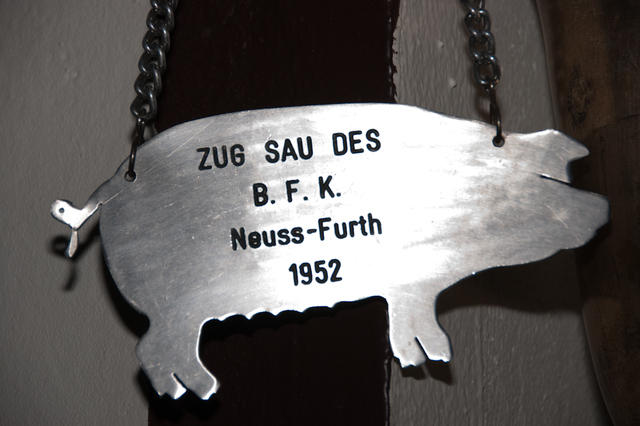 ZUG SAU DES
B. F. K.
Neuss-Furth
1952